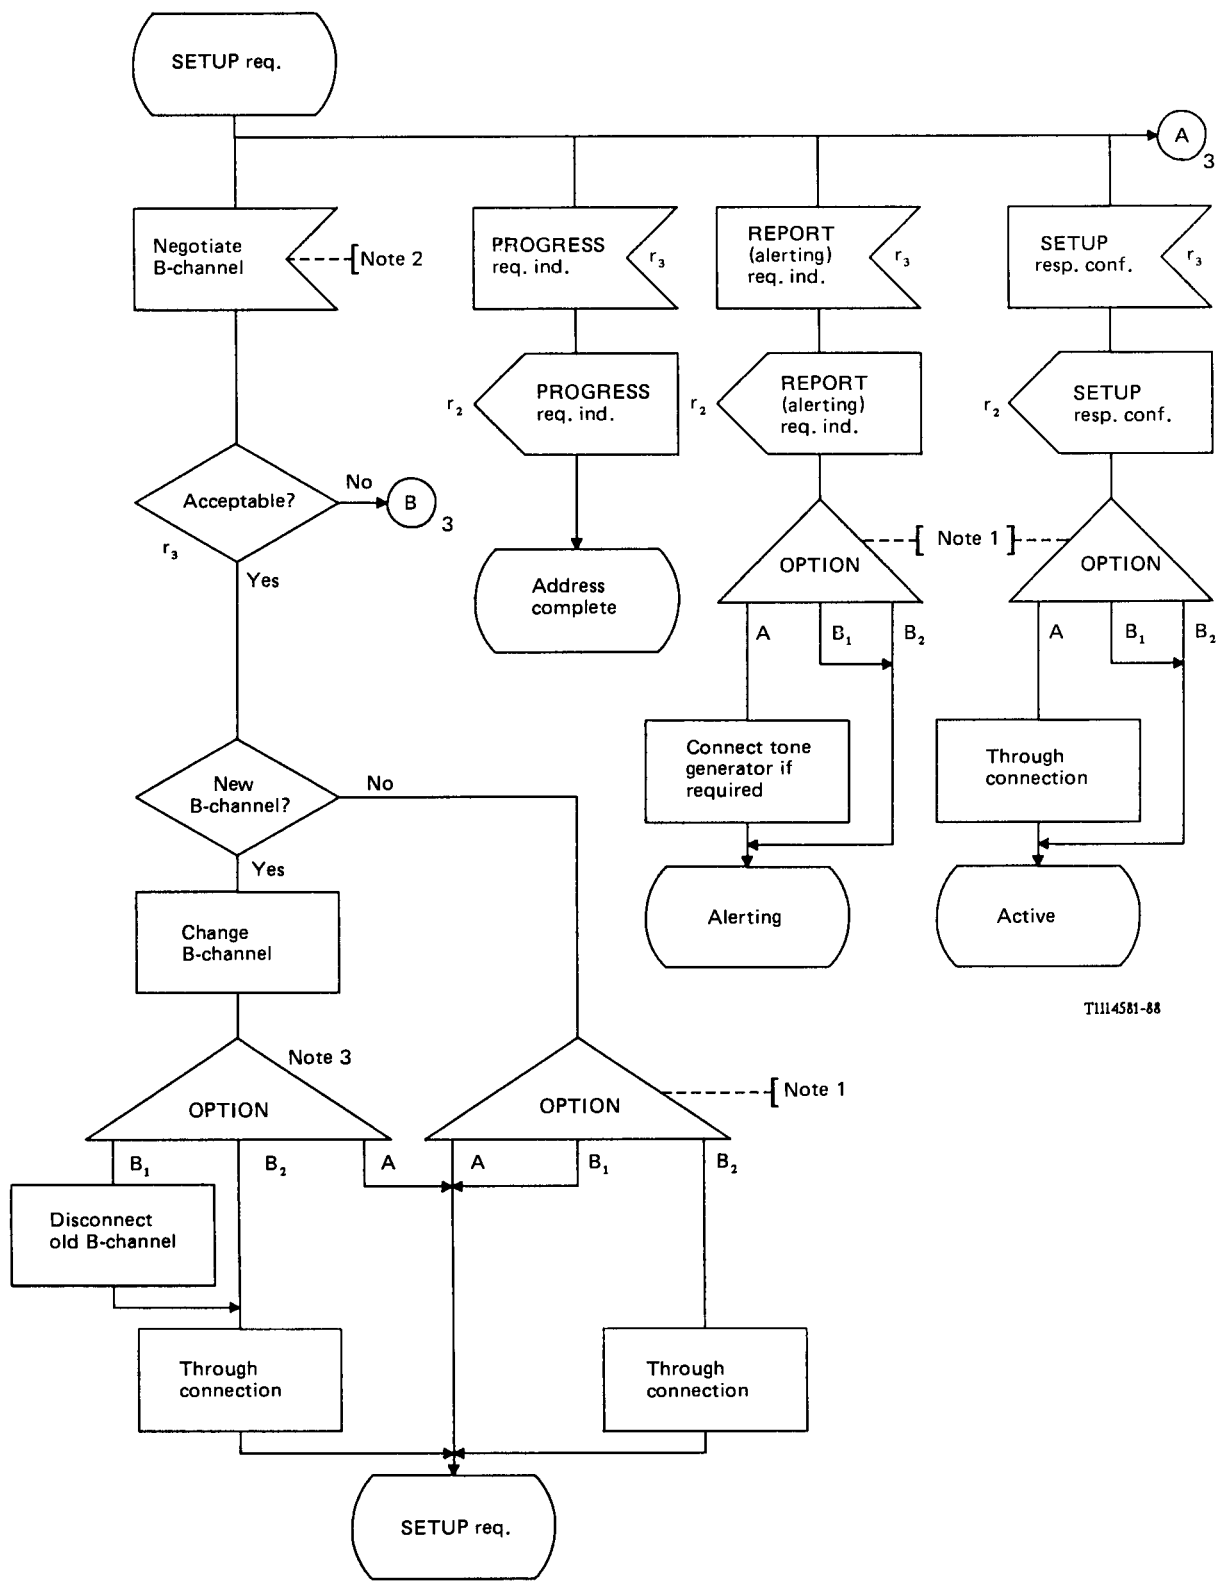 SETUP req.
A
3
Negotiate
B-channel
Note 2
PROGRESS
req. ind.
r₃
REPORT
(alerting)
req. ind.
r₃
SETUP
resp. conf.
r₃
r₂
PROGRESS
req. ind.
r₂
REPORT
(alerting)
req. ind.
r₂
SETUP
resp. conf.
Acceptable?
r₃
No
B
3
Yes
Address
complete
OPTION
Note 1
OPTION
A
B₁
B₂
A
B₁
B₂
Connect tone
generator if
required
Through
connection
New
B-channel?
No
Yes
Alerting
Active
Change
B-channel
T1114581-88
OPTION
Note 3
OPTION
Note 1
B₁
B₂
A
A
B₁
B₂
Disconnect
old B-channel
Through
connection
Through
connection
SETUP req.